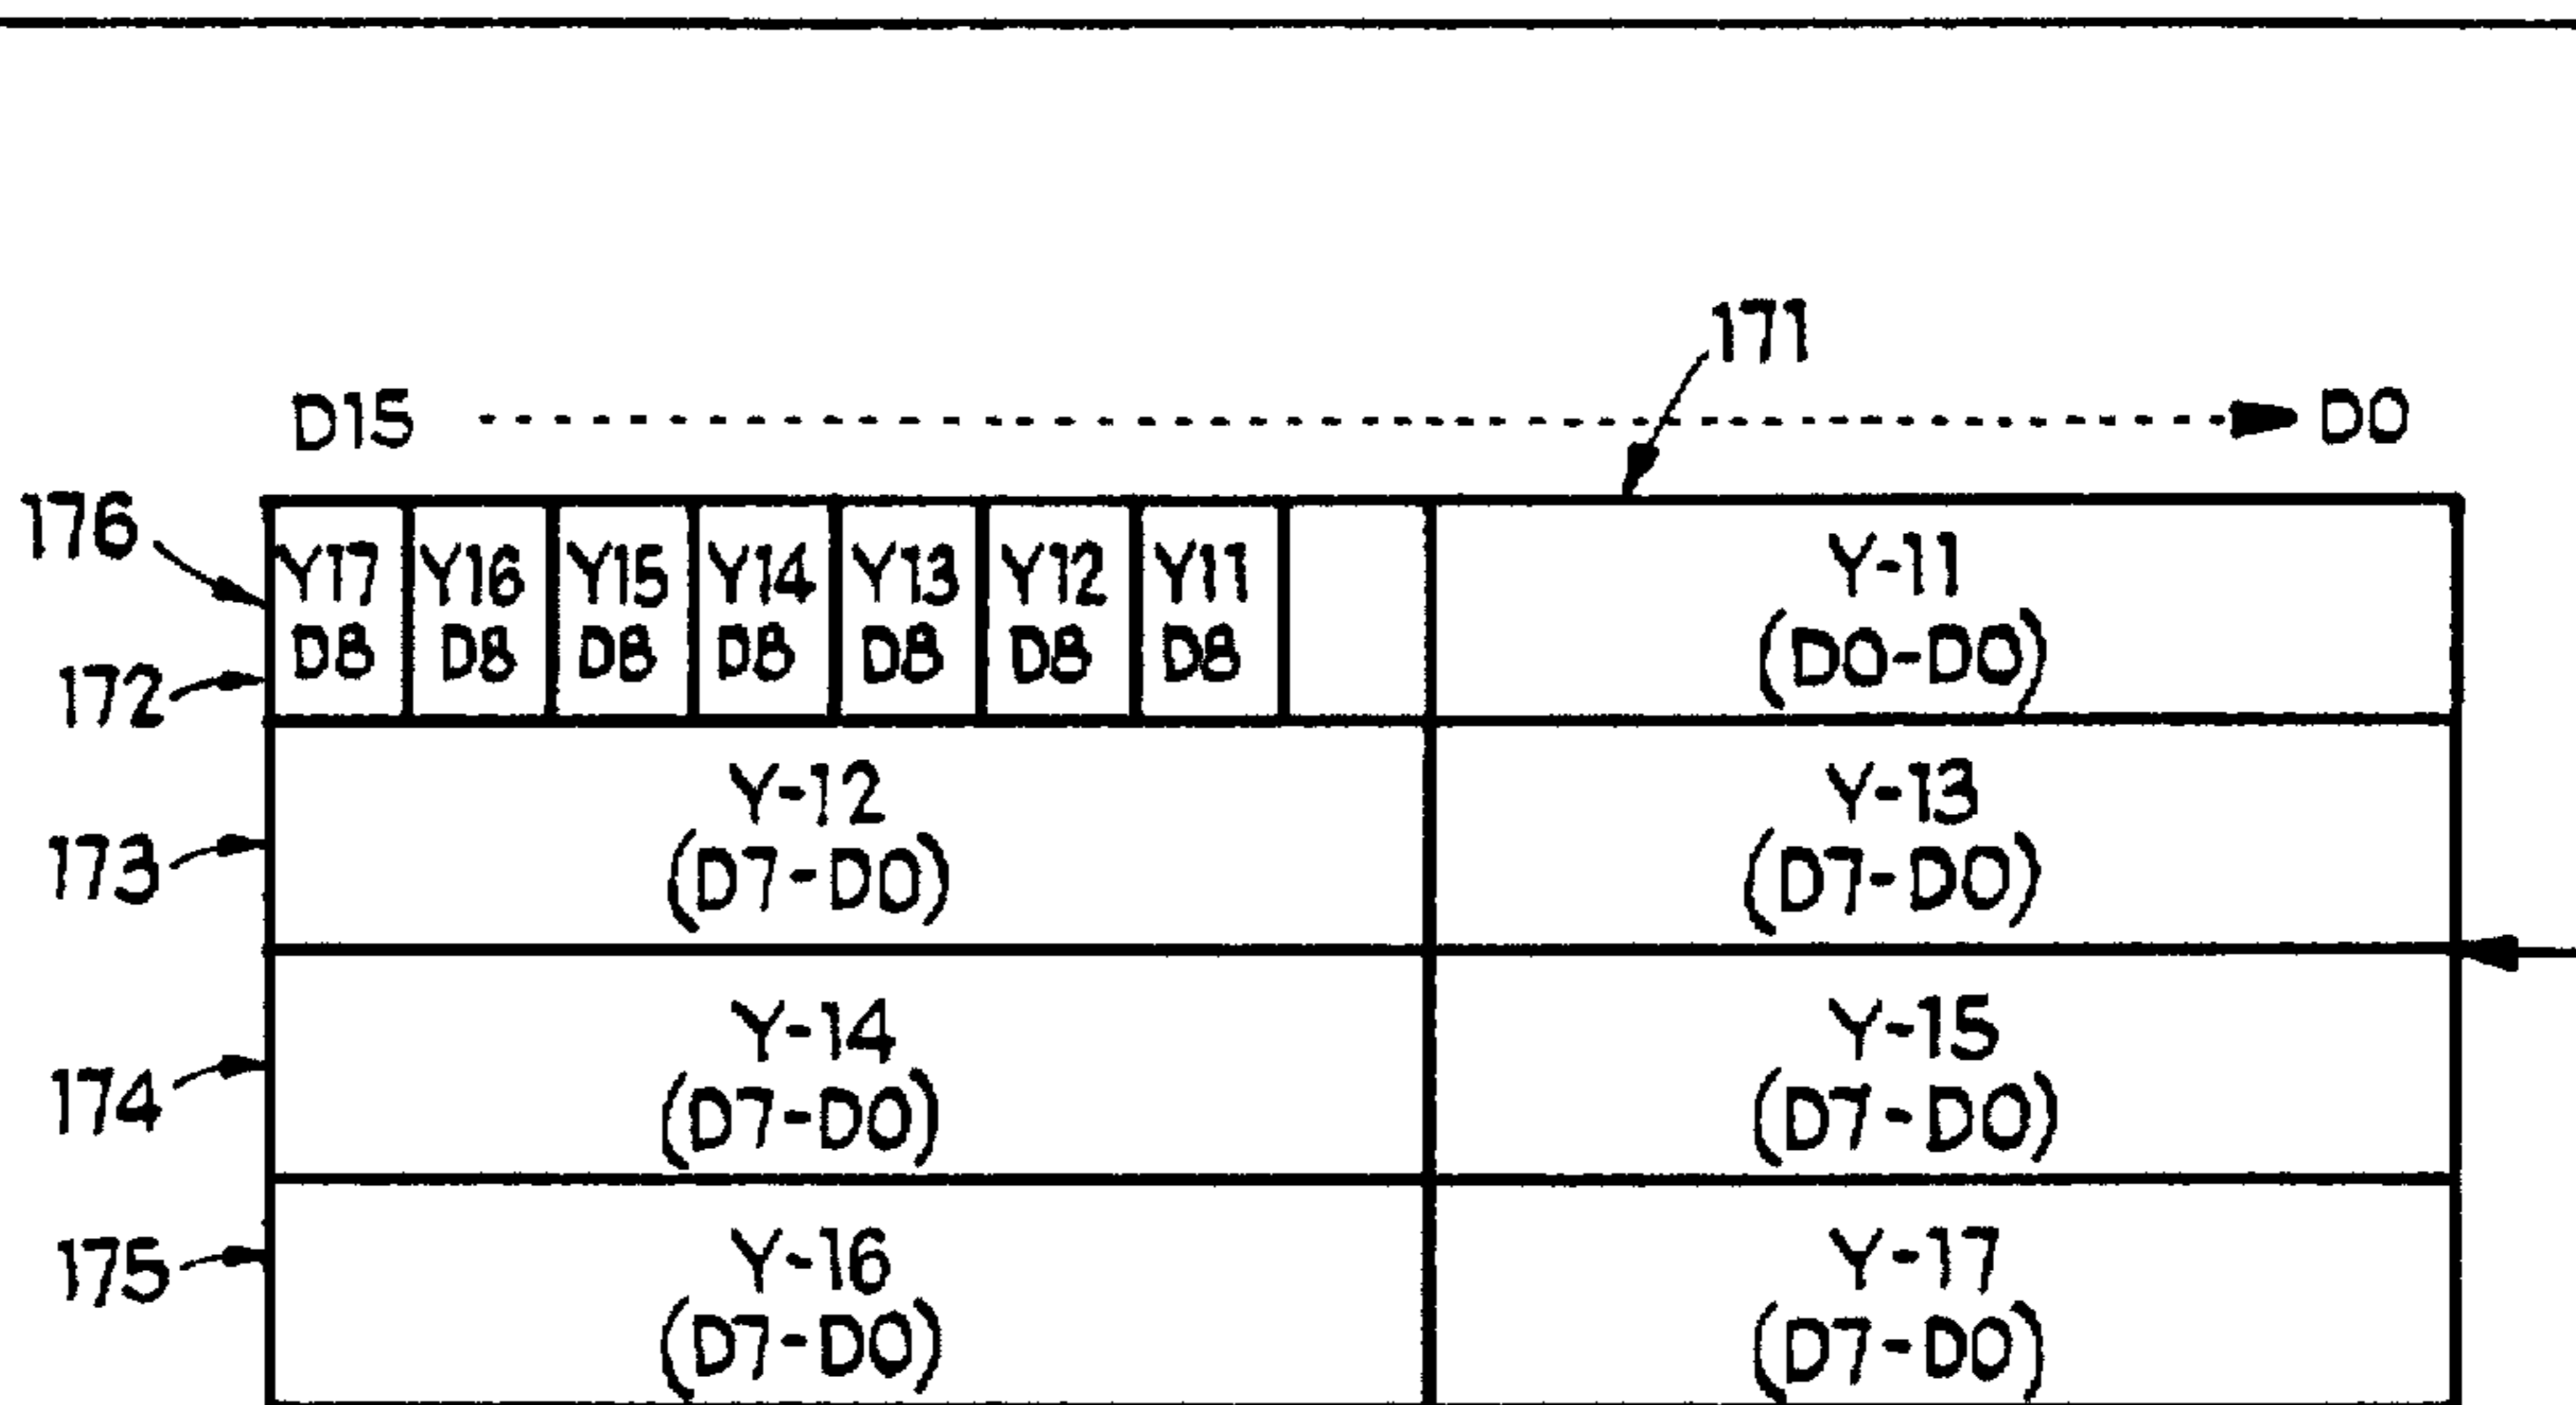 171
D15 D0
176
Y17 Y16 Y15 Y14 Y13 Y12 Y11 Y-11
D8 D8 D8 D8 D8 D8 D8 (D0-D0)
172
Y-12 Y-13
173 (D7-D0) (D7-D0)
Y-14 Y-15
174 (D7-D0) (D7-D0)
175 Y-16 Y-17
(D7-D0) (D7-D0)